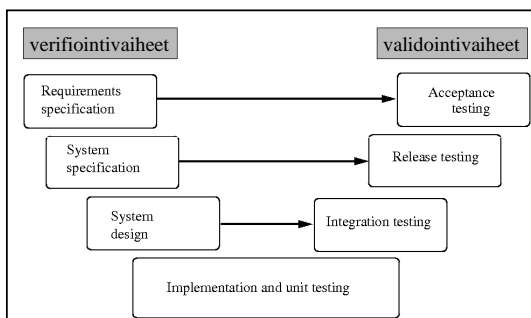 verifiointivaiheet
validointivaiheet
Requirements
specification
Acceptance
testing
System
specification
Release testing
System
design
Integration testing
Implementation and unit testing